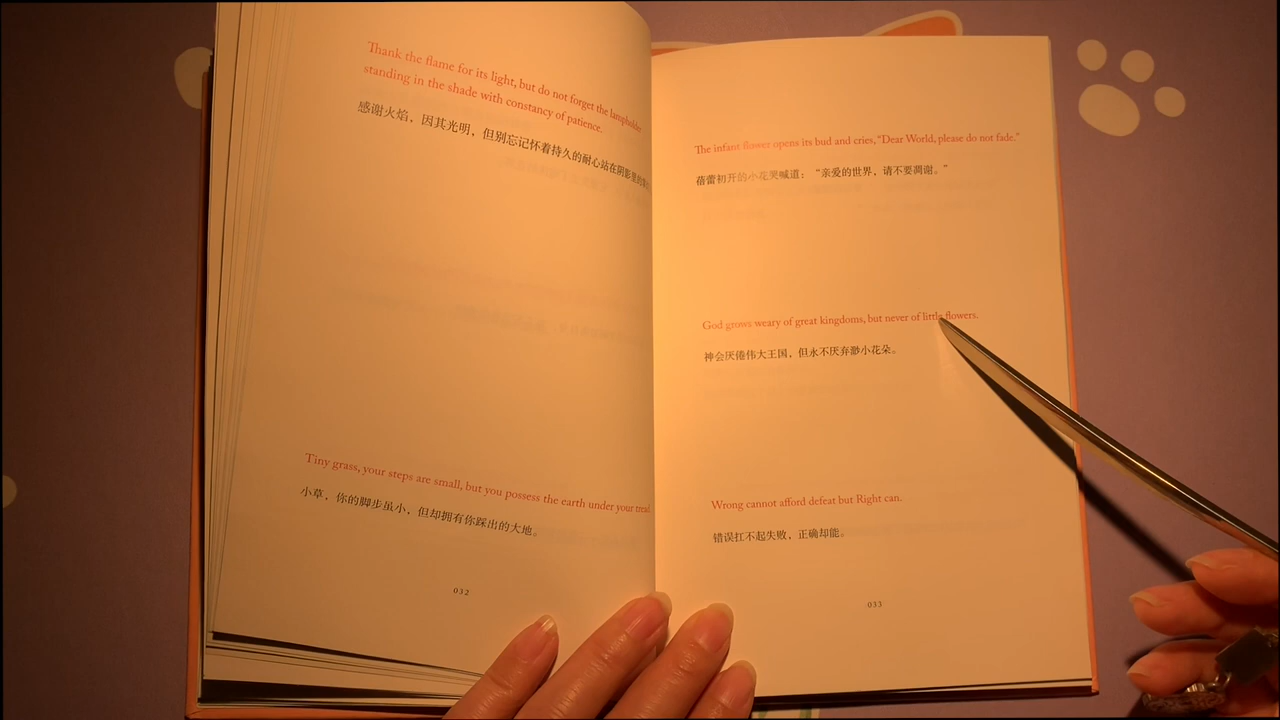 Thank the flame for its light, but do not forget the lampholder
standing in the shade with constancy of patience.
感谢火焰，因其光明，但别忘记怀着持久的耐心站在阴影里的
Tiny grass, your steps are small, but you possess the earth under your tread.
小草，你的脚步虽小，但却拥有你踩出的大地。
032
The infant flower opens its bud and cries, “Dear World, please do not fade.”
蓓蕾初开的小花哭喊道：“亲爱的世界，请不要凋谢。”
God grows weary of great kingdoms, but never of little flowers.
神会厌倦伟大王国，但永不厌弃渺小花朵。
Wrong cannot afford defeat but Right can.
错误扛不起失败，正确却能。
033